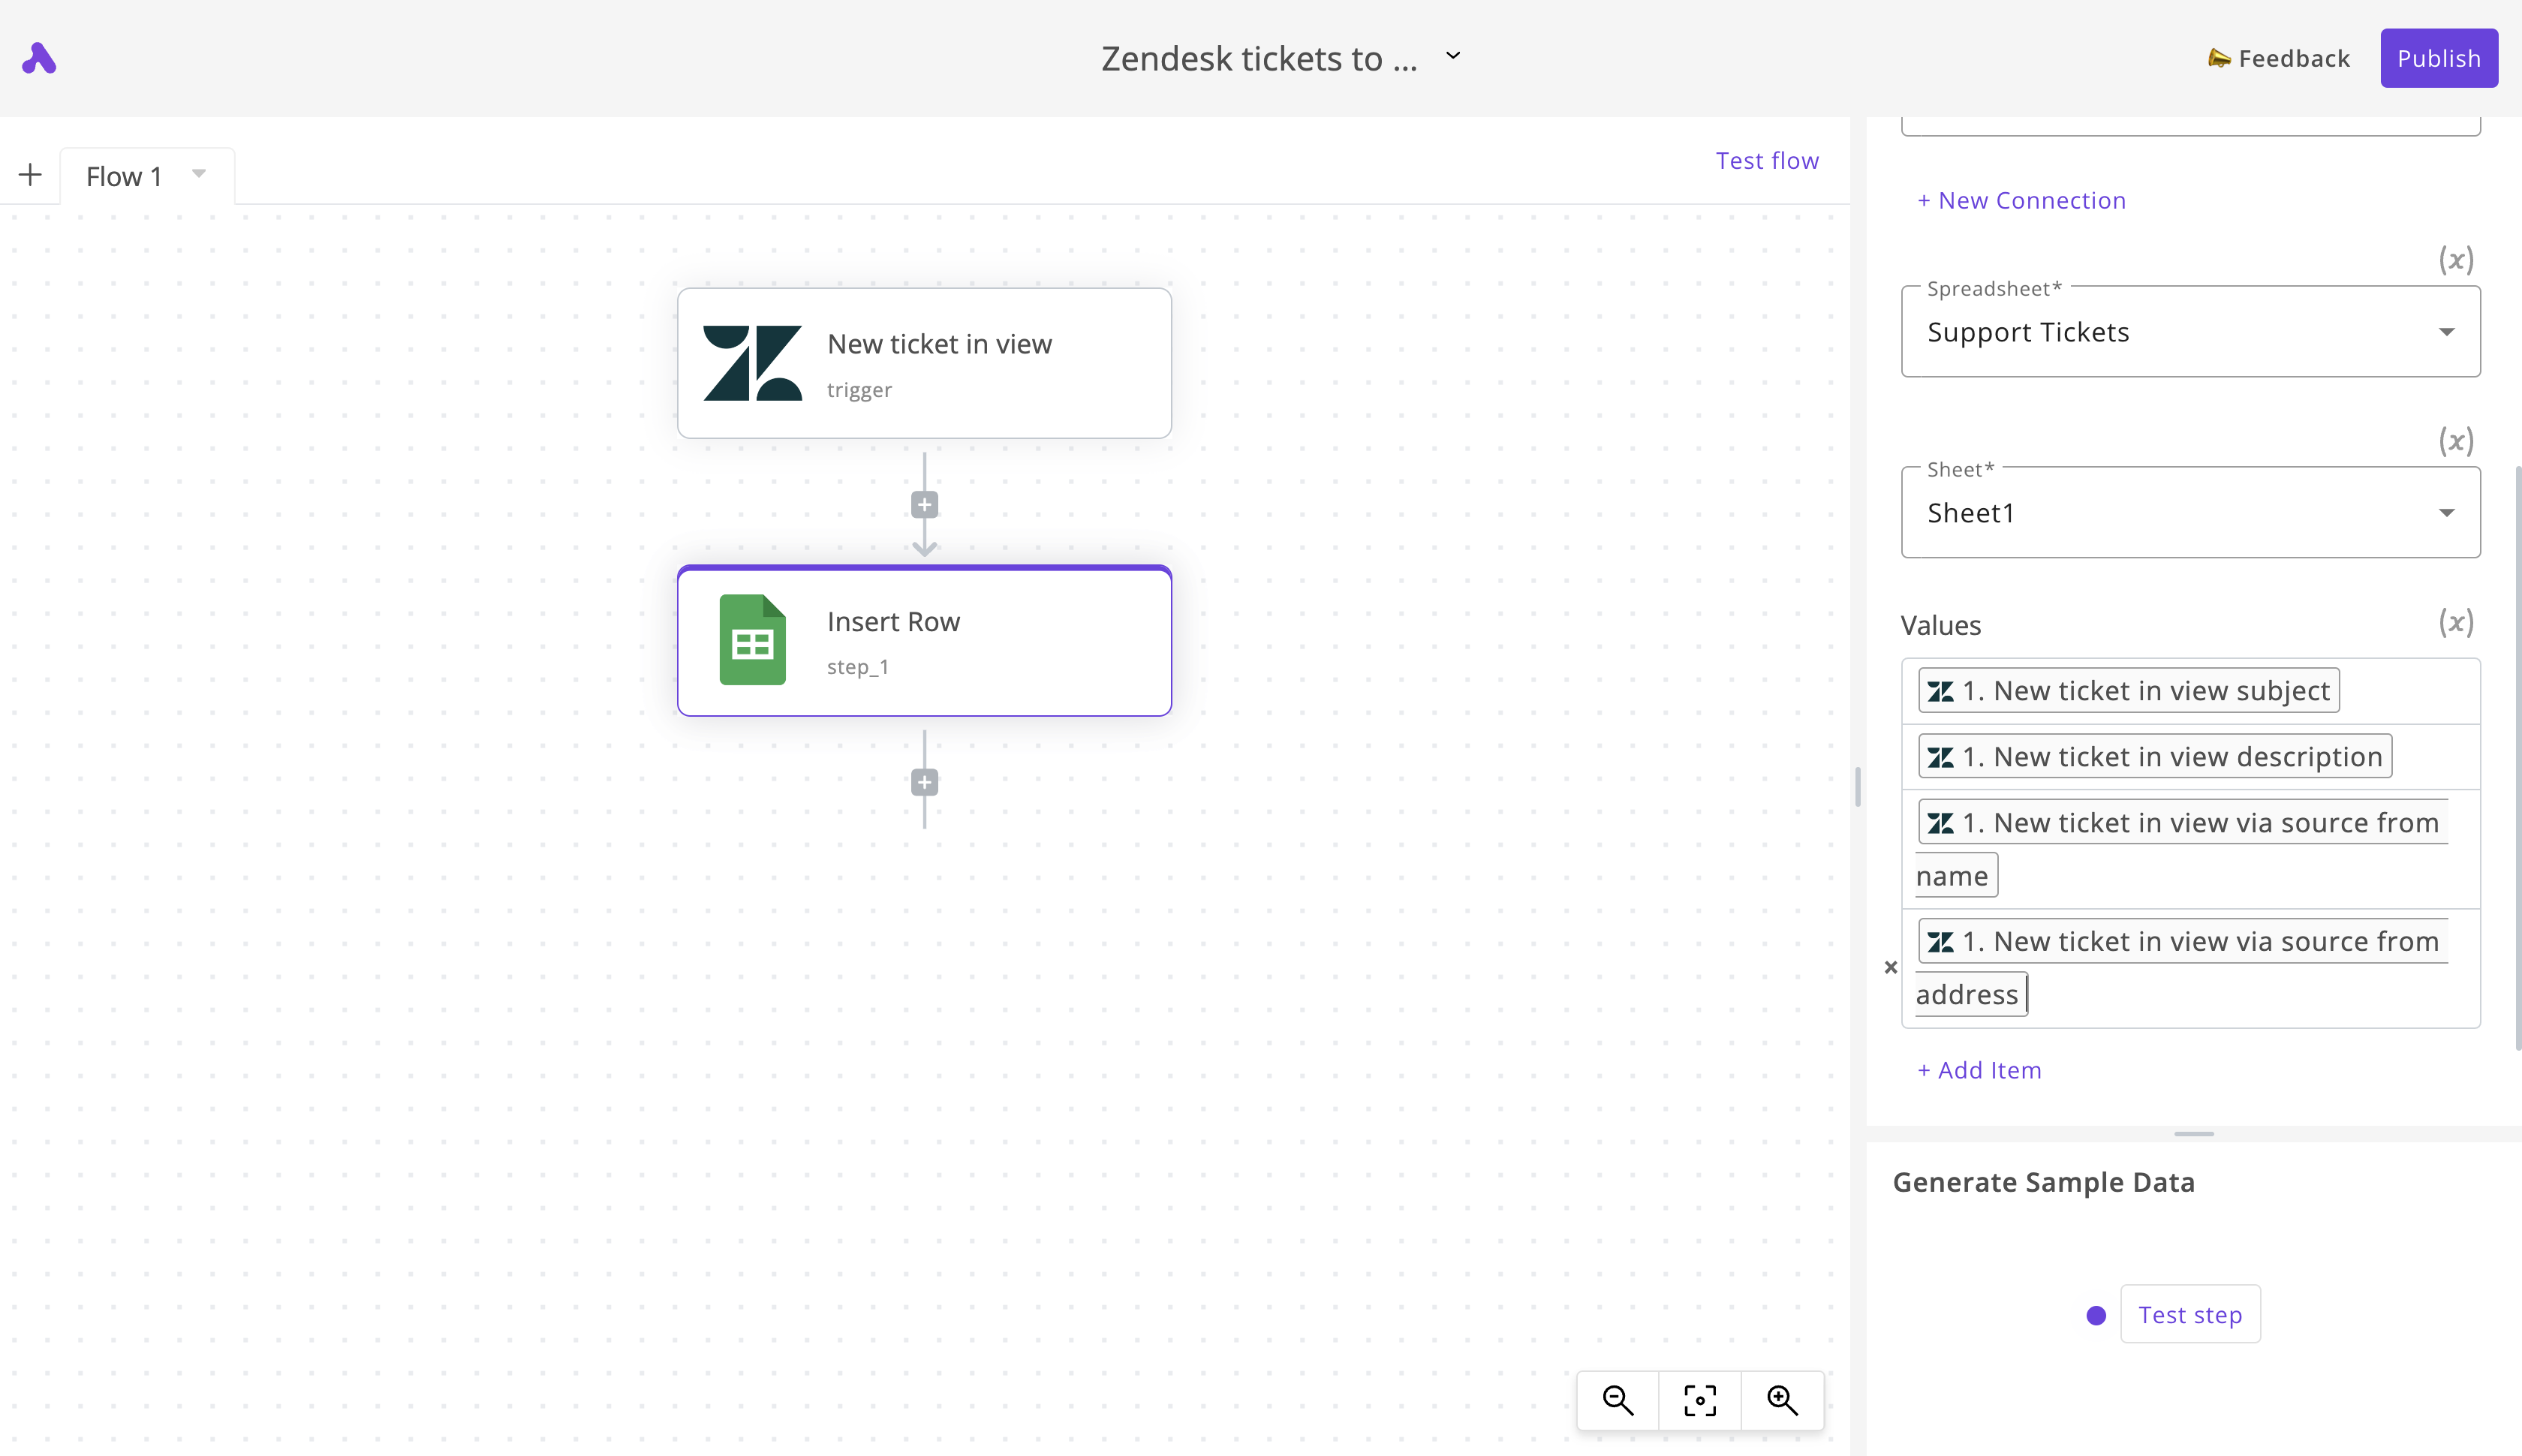 Zendesk tickets to ...
Feedback
Publish
Flow 1
Test flow
New ticket in view
trigger
Insert Row
step_1
+ New Connection
(x)
Spreadsheet*
Support Tickets
(x)
Sheet*
Sheet1
Values
(x)
1. New ticket in view subject
1. New ticket in view description
1. New ticket in view via source from
name
1. New ticket in view via source from
address
+ Add Item
Generate Sample Data
Test step